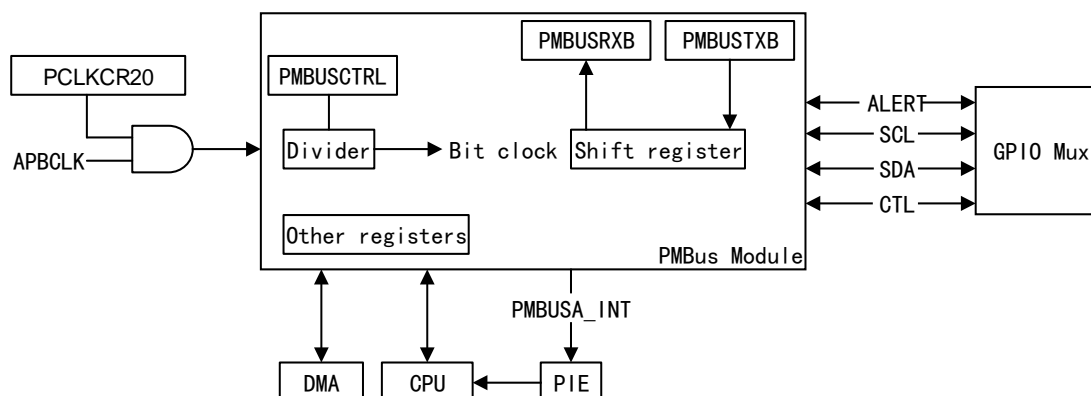 PMBUSRXB
PMBUSTXB
PCLKCR20
PMBUSCTRL
ALERT
SCL
APBCLK
Divider
Bit clock
Shift register
GPIO Mux
SDA
CTL
Other registers
PMBus Module
PMBUSA_INT
DMA
CPU
PIE